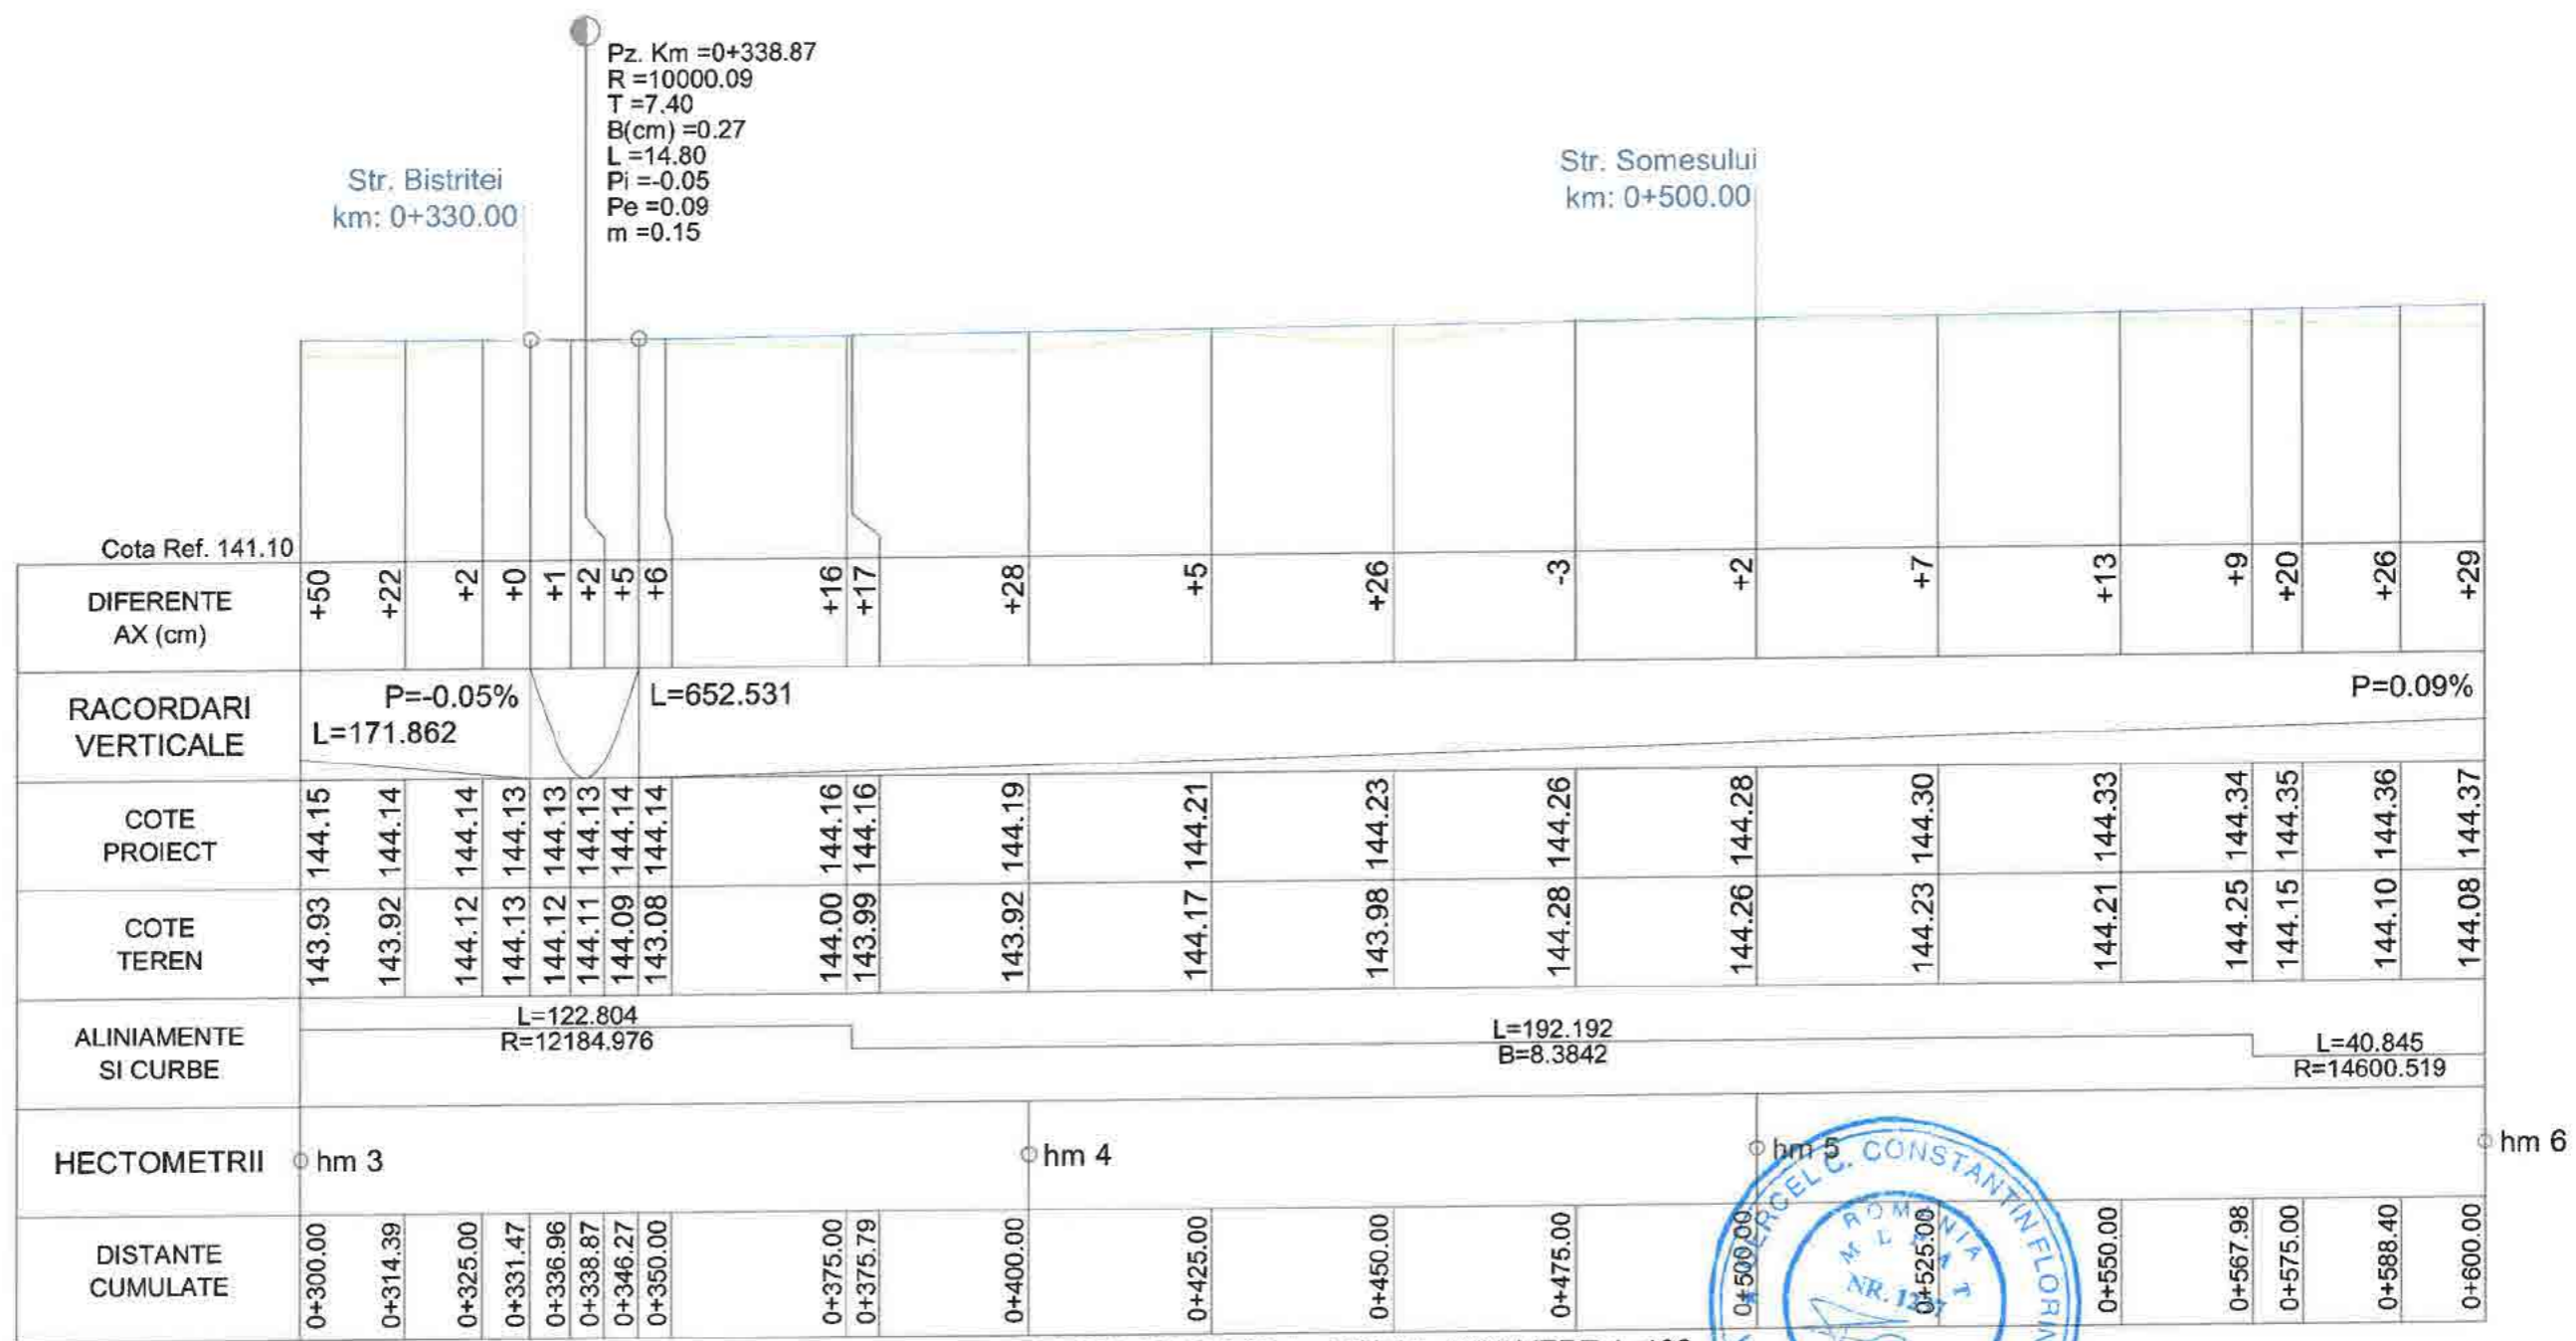 Pz. Km =0+338.87
R =10000.09
T =7.40
B(cm) =0.27
L =14.80
Pi =-0.05
Pe =0.09
m =0.15
Str. Bistritei
km: 0+330.00
Str. Somesului
km: 0+500.00
Cota Ref. 141.10
DIFERENTE
AX (cm)
+50 +22 +2 +0 +1 +2 +5 +6 +16 +17 +28 +5 +26 -3 +2 +7 +13 +9 +20 +26 +29
RACORDARI
VERTICALE
P=-0.05%
L=171.862
L=652.531
P=0.09%
COTE
PROIECT
144.15 144.14 144.14 144.13 144.13 144.13 144.14 144.14 144.16 144.16 144.19 144.21 144.23 144.26 144.28 144.30 144.33 144.34 144.35 144.36 144.37
COTE
TEREN
143.93 143.92 144.12 144.13 144.12 144.11 144.09 143.08 144.00 143.99 143.92 144.17 143.98 144.28 144.26 144.23 144.21 144.25 144.15 144.10 144.08
ALINIAMENTE
SI CURBE
L=122.804
R=12184.976
L=192.192
B=8.3842
L=40.845
R=14600.519
HECTOMETRII
hm 3
hm 4
hm 5
hm 6
DISTANTE
CUMULATE
0+300.00 0+314.39 0+325.00 0+331.47 0+336.96 0+338.87 0+346.27 0+350.00 0+375.00 0+375.79 0+400.00 0+425.00 0+450.00 0+475.00 0+500.00 0+525.00 0+550.00 0+567.98 0+575.00 0+588.40 0+600.00
C. CONSTANTIN
ROMANIA
NR.